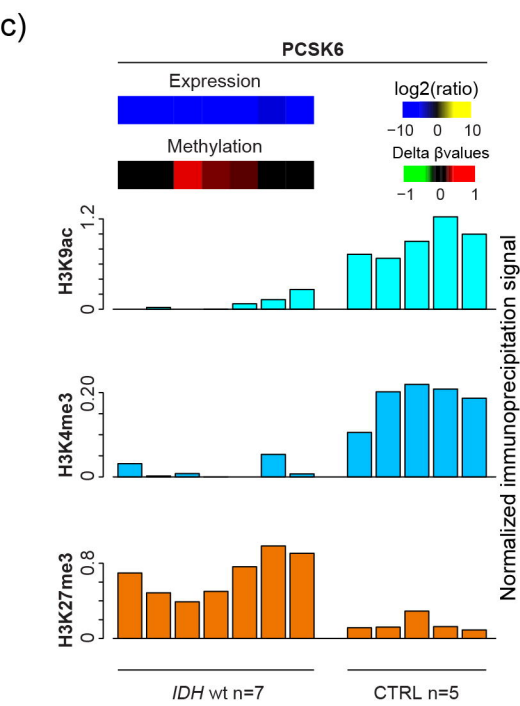 c)
PCSK6
Expression
log2(ratio)
−10 0 10
Methylation
Delta βvalues
−1 0 1
H3K9ac
1.2
0
H3K4me3
0.20
0
H3K27me3
0.8
0
Normalized immunoprecipitation signal
IDH wt n=7
CTRL n=5